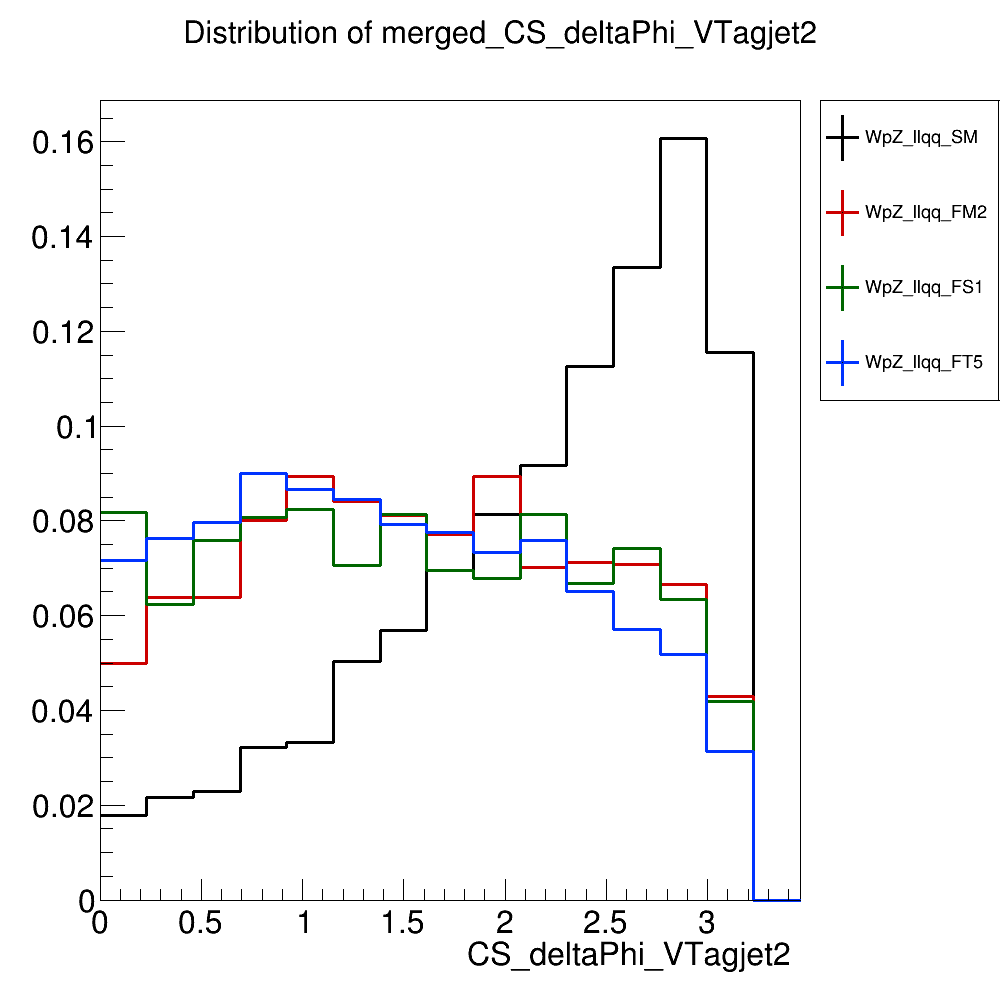 Distribution of merged_CS_deltaPhi_VTagjet2
0.16
0.14
0.12
0.1
0.08
0.06
0.04
0.02
0
0 0.5 1 1.5 2 2.5 3
CS_deltaPhi_VTagjet2
WpZ_llqq_SM
WpZ_llqq_FM2
WpZ_llqq_FS1
WpZ_llqq_FT5